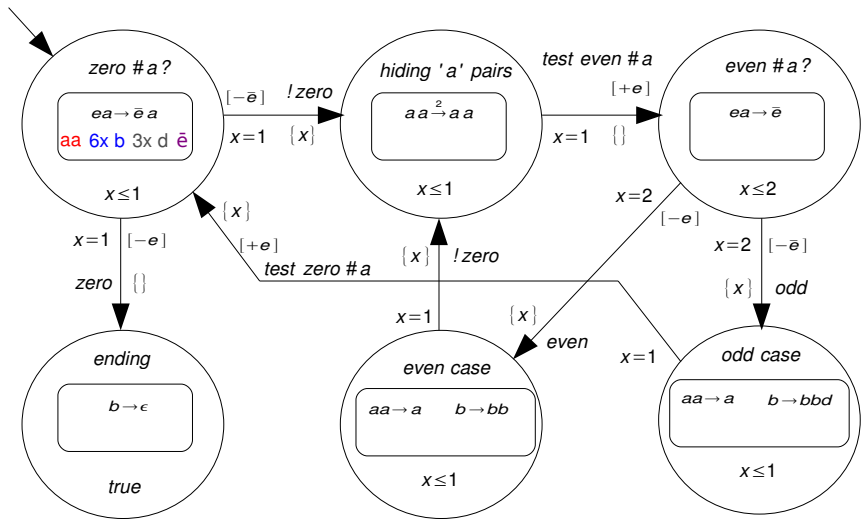 zero # a?
ea → ē a
aa 6x b 3x d ē
x ≤ 1
[−ē] ! zero
x=1 {x}
hiding 'a' pairs
aa →² aa
x ≤ 1
test even # a
[+e]
x=1 {}
even # a?
ea → ē
x ≤ 2
x=1 [−e]
zero {}
{x}
[+e]
test zero # a
{x} ! zero
x=1
x=2
[−e]
{x}
even
x=2 [−ē]
{x} odd
x=1
ending
b → ϵ
true
even case
aa → a b → bb
x ≤ 1
odd case
aa → a b → bbd
x ≤ 1